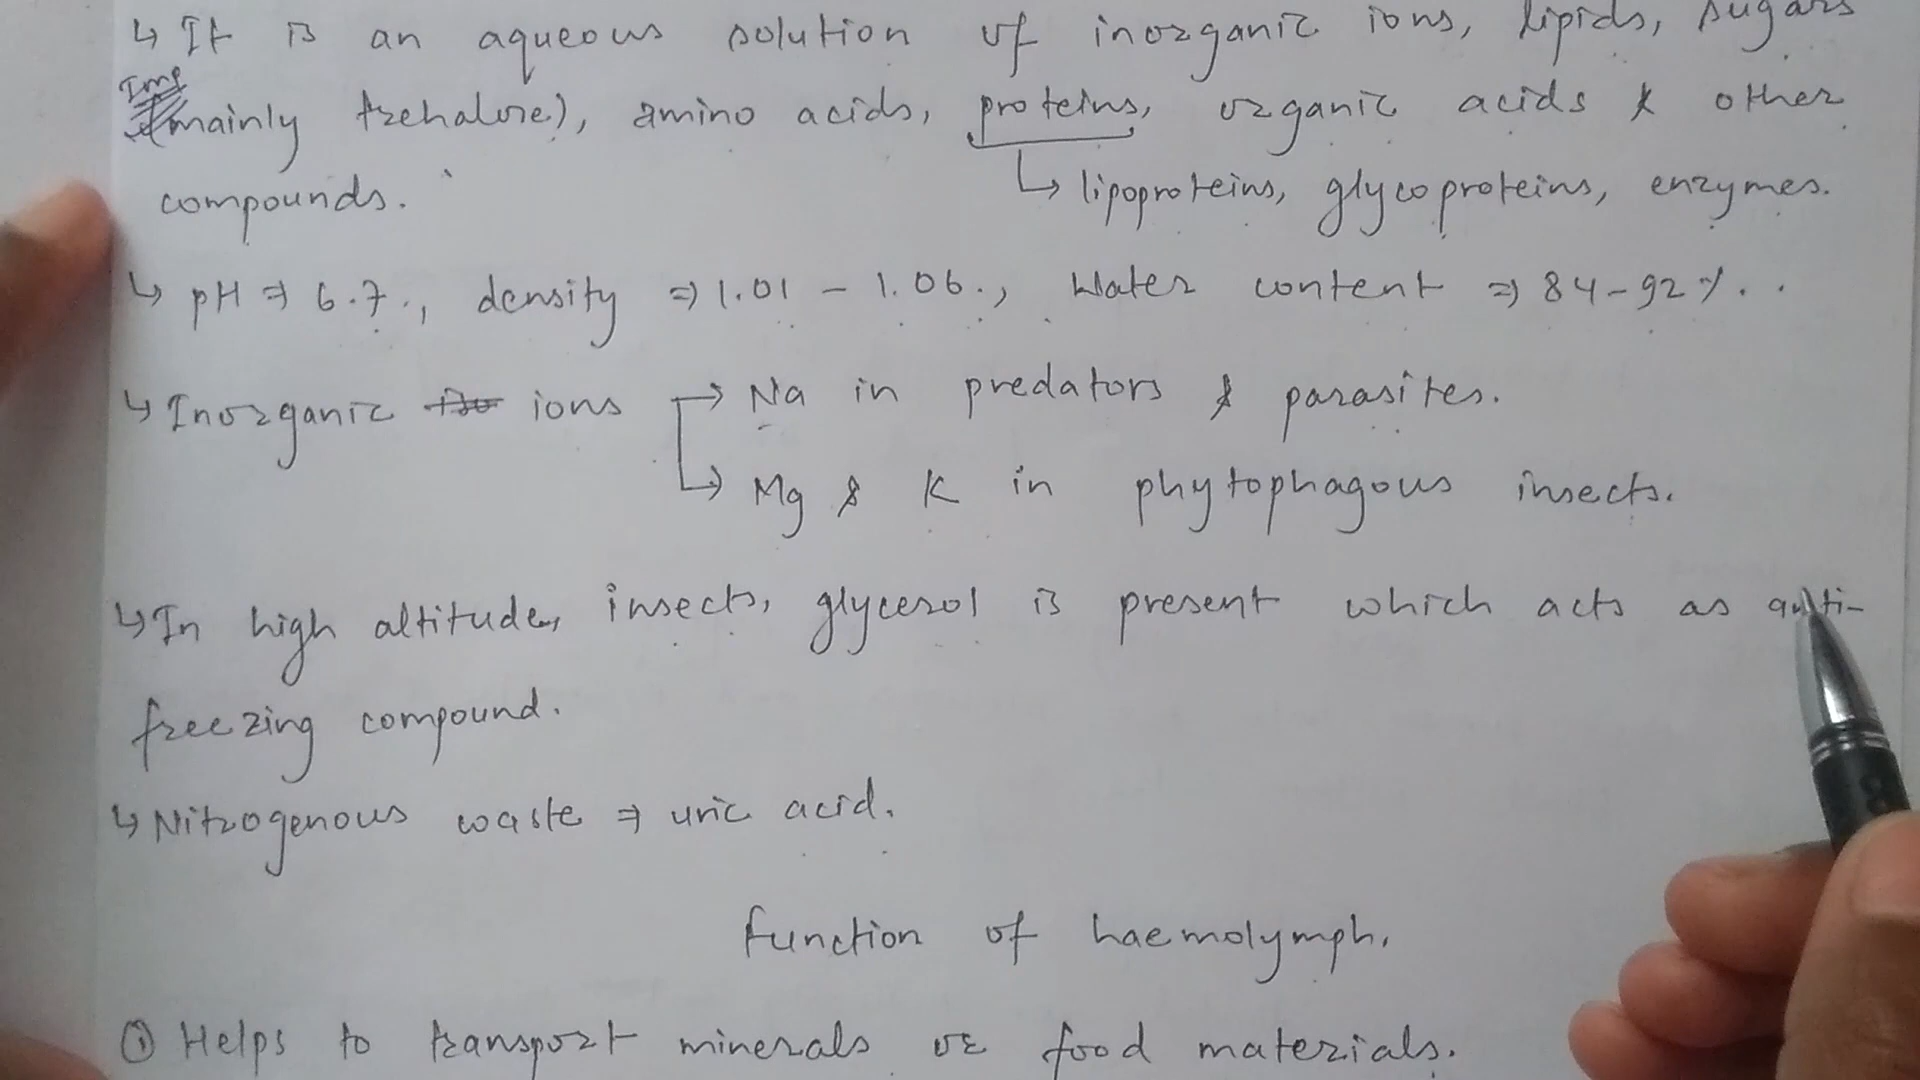 ↳ It is an aqueous solution of inorganic ions, lipids, sugars
Imp
(mainly trehalose), amino acids, proteins, organic acids & other
compounds.
↳ lipoproteins, glycoproteins, enzymes.
↳ pH ⇒ 6.7., density ⇒ 1.01 - 1.06., Water content ⇒ 84-92%.
↳ Inorganic ions → Na in predators & parasites.
→ Mg & K in phytophagous insects.
↳ In high altitude, insects, glycerol is present which acts as anti-
freezing compound.
↳ Nitrogenous waste ⇒ uric acid.
Function of haemolymph.
① Helps to transport minerals or food materials.